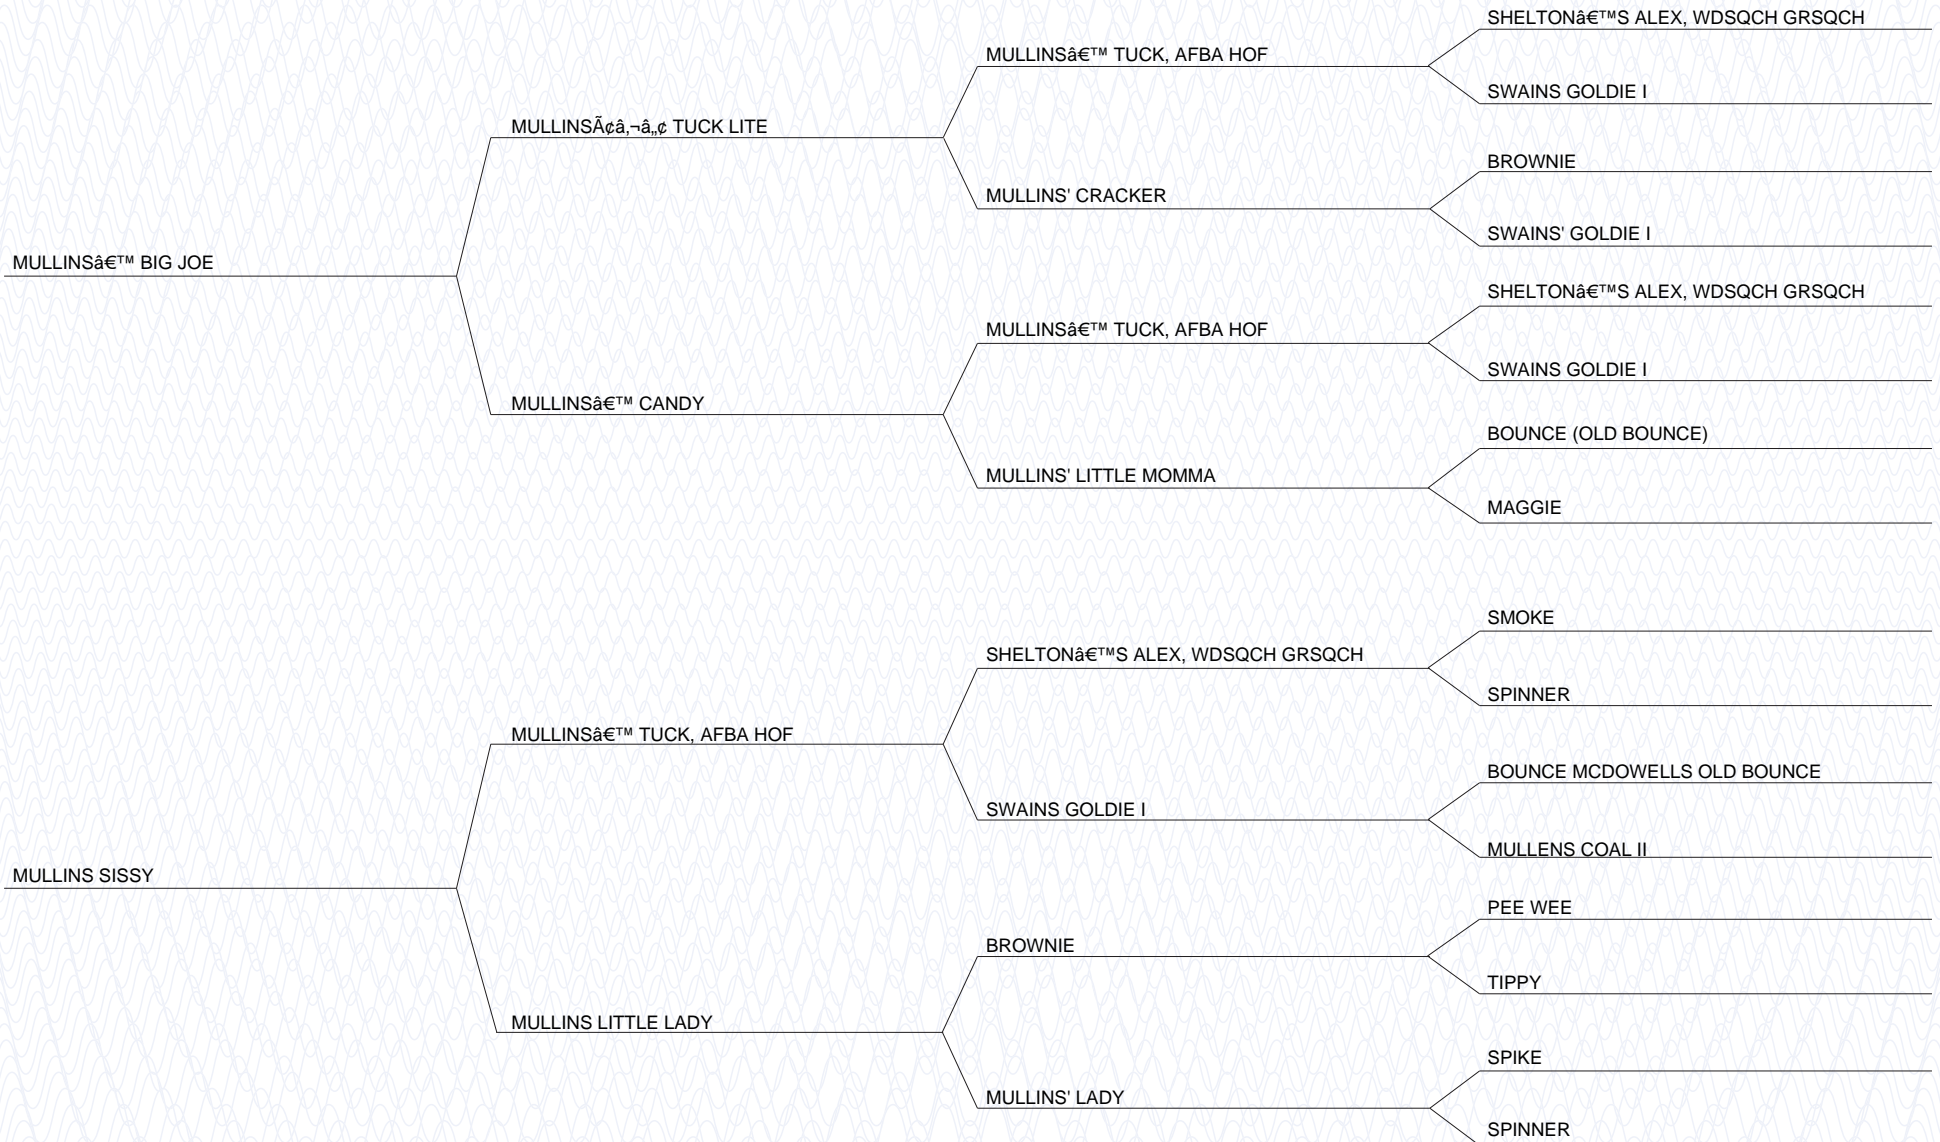 SHELTONâ€™S ALEX, WDSQCH GRSQCH
MULLINSâ€™ TUCK, AFBA HOF
SWAINS GOLDIE I
MULLINSÃ¢â‚¬â„¢ TUCK LITE
BROWNIE
MULLINS' CRACKER
SWAINS' GOLDIE I
MULLINSâ€™ BIG JOE
SHELTONâ€™S ALEX, WDSQCH GRSQCH
MULLINSâ€™ TUCK, AFBA HOF
SWAINS GOLDIE I
MULLINSâ€™ CANDY
BOUNCE (OLD BOUNCE)
MULLINS' LITTLE MOMMA
MAGGIE
SMOKE
SHELTONâ€™S ALEX, WDSQCH GRSQCH
SPINNER
MULLINSâ€™ TUCK, AFBA HOF
BOUNCE MCDOWELLS OLD BOUNCE
SWAINS GOLDIE I
MULLENS COAL II
MULLINS SISSY
PEE WEE
BROWNIE
TIPPY
MULLINS LITTLE LADY
SPIKE
MULLINS' LADY
SPINNER